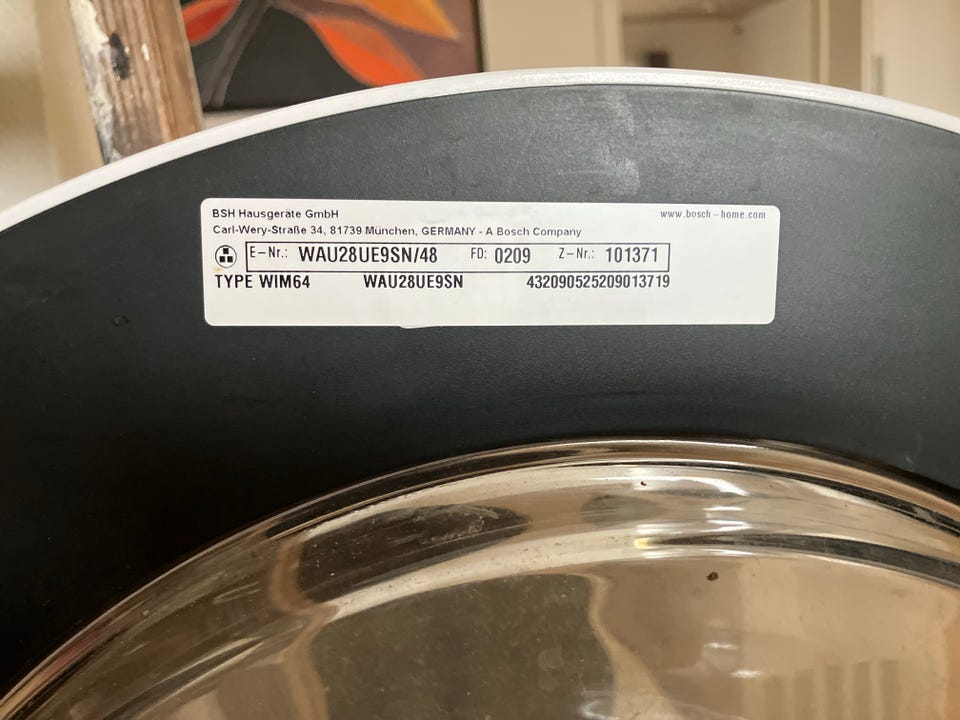 BSH Hausgeräte GmbH www.bosch-home.com
Carl-Wery-Straße 34, 81739 München, GERMANY - A Bosch Company
E-Nr.: WAU28UE9SN/48 FD: 0209 Z-Nr.: 101371
TYPE WIM64 WAU28UE9SN 432090525209013719